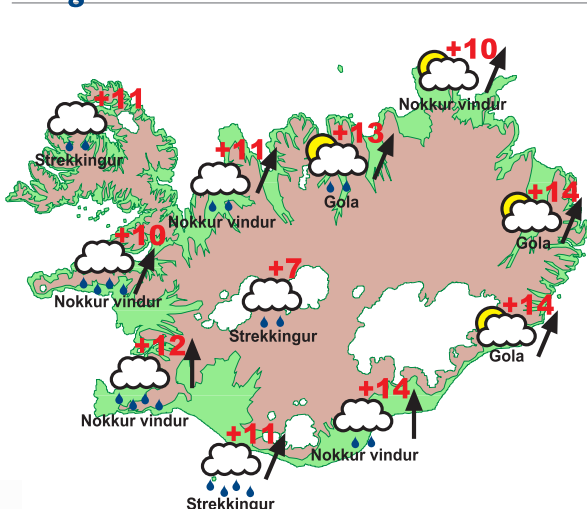 +10
Nokkur vindur
+11
Strekkingur
+11
Nokkur vindur
+13
Gola
+14
Gola
+10
Nokkur vindur
+7
Strekkingur
+14
Gola
+12
Nokkur vindur
+14
Nokkur vindur
+11
Strekkingur